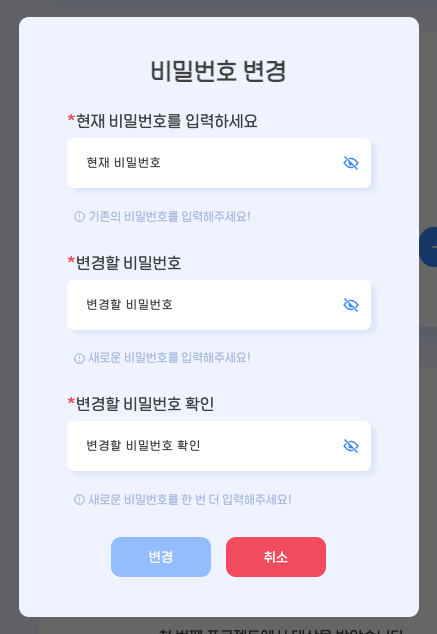 비밀번호 변경
*현재 비밀번호를 입력하세요
현재 비밀번호
기존의 비밀번호를 입력해주세요!
*변경할 비밀번호
변경할 비밀번호
새로운 비밀번호를 입력해주세요!
*변경할 비밀번호 확인
변경할 비밀번호 확인
새로운 비밀번호를 한 번 더 입력해주세요!
변경
취소